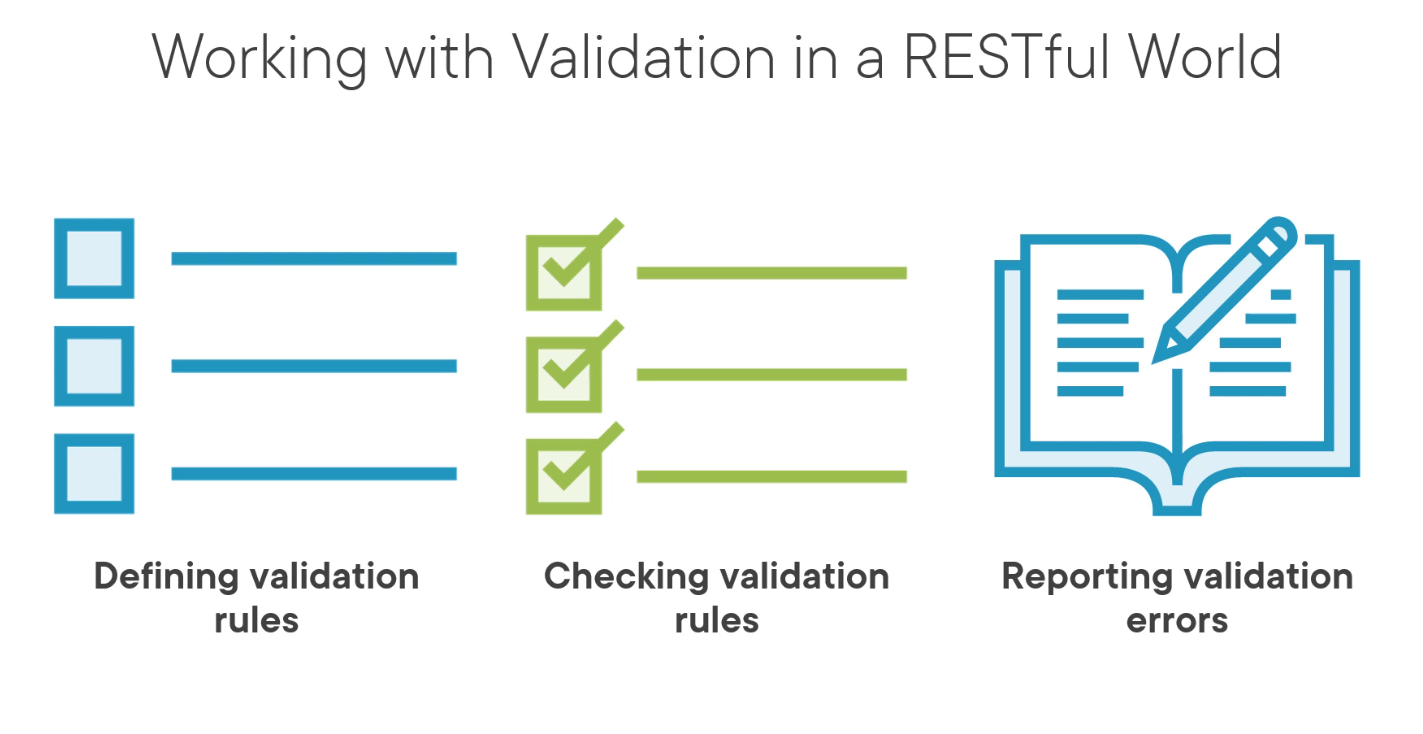 Working with Validation in a RESTful World
Defining validation
rules
Checking validation
rules
Reporting validation
errors